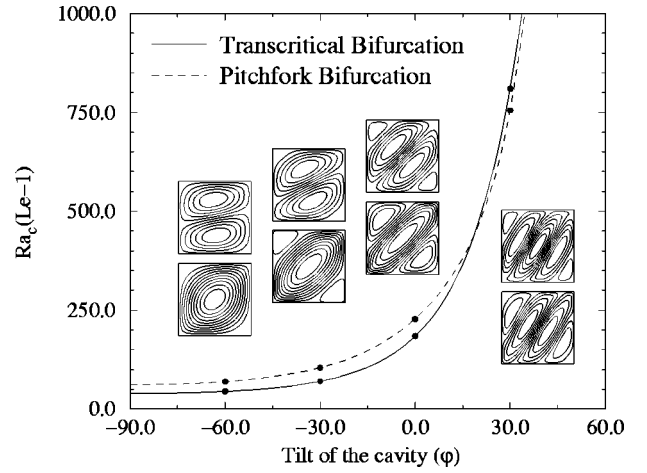 1000.0
Transcritical Bifurcation
Pitchfork Bifurcation
750.0
Ra_c(Le−1)
500.0
250.0
0.0
−90.0 −60.0 −30.0 0.0 30.0 60.0
Tilt of the cavity (φ)